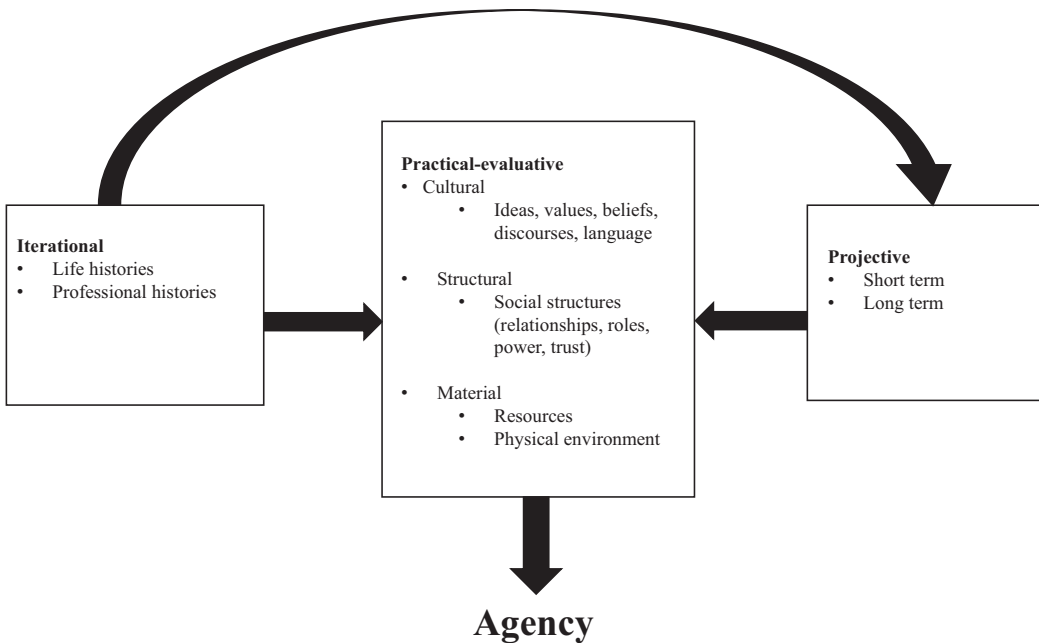 Iterational
• Life histories
• Professional histories
Practical-evaluative
• Cultural
• Ideas, values, beliefs,
discourses, language
• Structural
• Social structures
(relationships, roles,
power, trust)
• Material
• Resources
• Physical environment
Projective
• Short term
• Long term
Agency